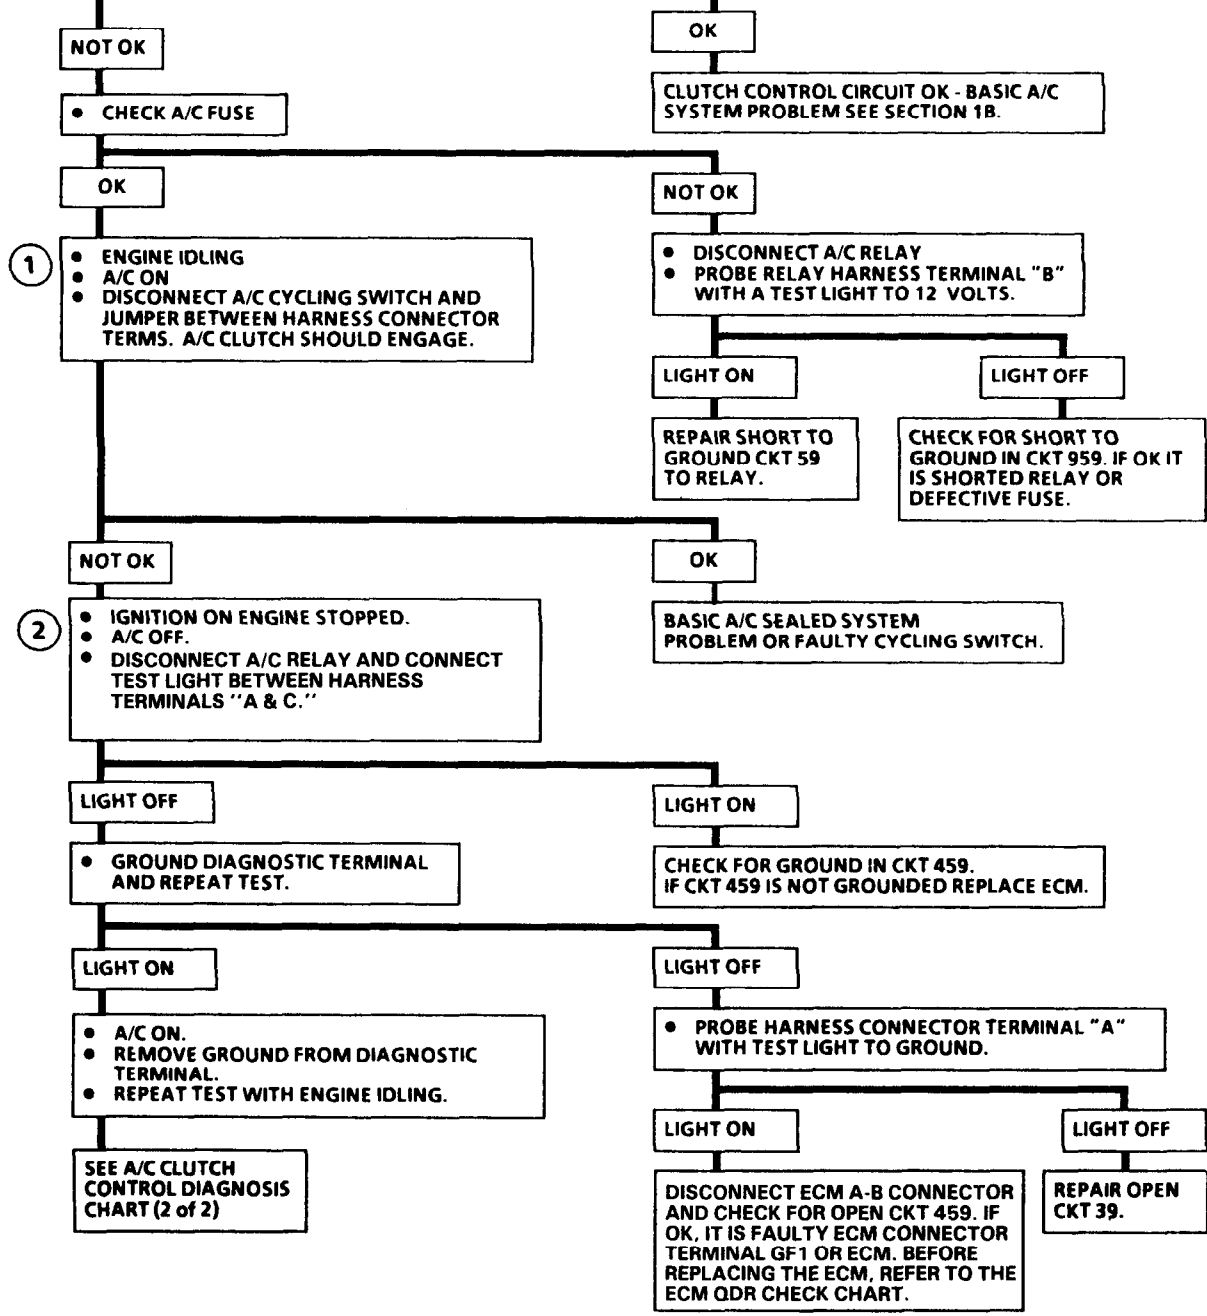 NOT OK
OK
• CHECK A/C FUSE
CLUTCH CONTROL CIRCUIT OK - BASIC A/C
SYSTEM PROBLEM SEE SECTION 1B.
OK
NOT OK
1
• ENGINE IDLING
• A/C ON
• DISCONNECT A/C CYCLING SWITCH AND
JUMPER BETWEEN HARNESS CONNECTOR
TERMS. A/C CLUTCH SHOULD ENGAGE.
• DISCONNECT A/C RELAY
• PROBE RELAY HARNESS TERMINAL "B"
WITH A TEST LIGHT TO 12 VOLTS.
LIGHT ON
LIGHT OFF
REPAIR SHORT TO
GROUND CKT 59
TO RELAY.
CHECK FOR SHORT TO
GROUND IN CKT 959. IF OK IT
IS SHORTED RELAY OR
DEFECTIVE FUSE.
NOT OK
OK
2
• IGNITION ON ENGINE STOPPED.
• A/C OFF.
• DISCONNECT A/C RELAY AND CONNECT
TEST LIGHT BETWEEN HARNESS
TERMINALS "A & C."
BASIC A/C SEALED SYSTEM
PROBLEM OR FAULTY CYCLING SWITCH.
LIGHT OFF
LIGHT ON
• GROUND DIAGNOSTIC TERMINAL
AND REPEAT TEST.
CHECK FOR GROUND IN CKT 459.
IF CKT 459 IS NOT GROUNDED REPLACE ECM.
LIGHT ON
LIGHT OFF
• A/C ON.
• REMOVE GROUND FROM DIAGNOSTIC
TERMINAL.
• REPEAT TEST WITH ENGINE IDLING.
• PROBE HARNESS CONNECTOR TERMINAL "A"
WITH TEST LIGHT TO GROUND.
LIGHT ON
LIGHT OFF
SEE A/C CLUTCH
CONTROL DIAGNOSIS
CHART (2 of 2)
DISCONNECT ECM A-B CONNECTOR
AND CHECK FOR OPEN CKT 459. IF
OK, IT IS FAULTY ECM CONNECTOR
TERMINAL GF1 OR ECM. BEFORE
REPLACING THE ECM, REFER TO THE
ECM QDR CHECK CHART.
REPAIR OPEN
CKT 39.